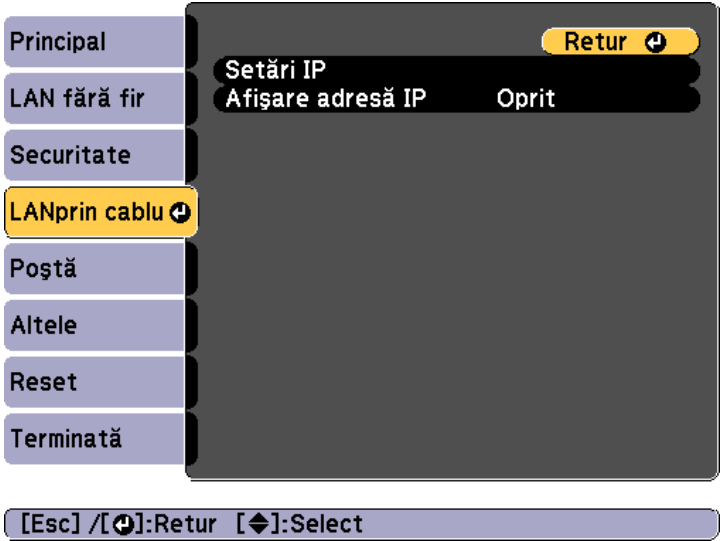 Principal
LAN fără fir
Securitate
LANprin cablu
Poştă
Altele
Reset
Terminată
Retur
Setări IP
Afişare adresă IP Oprit
[Esc] /[⏎]:Retur [◆]:Select